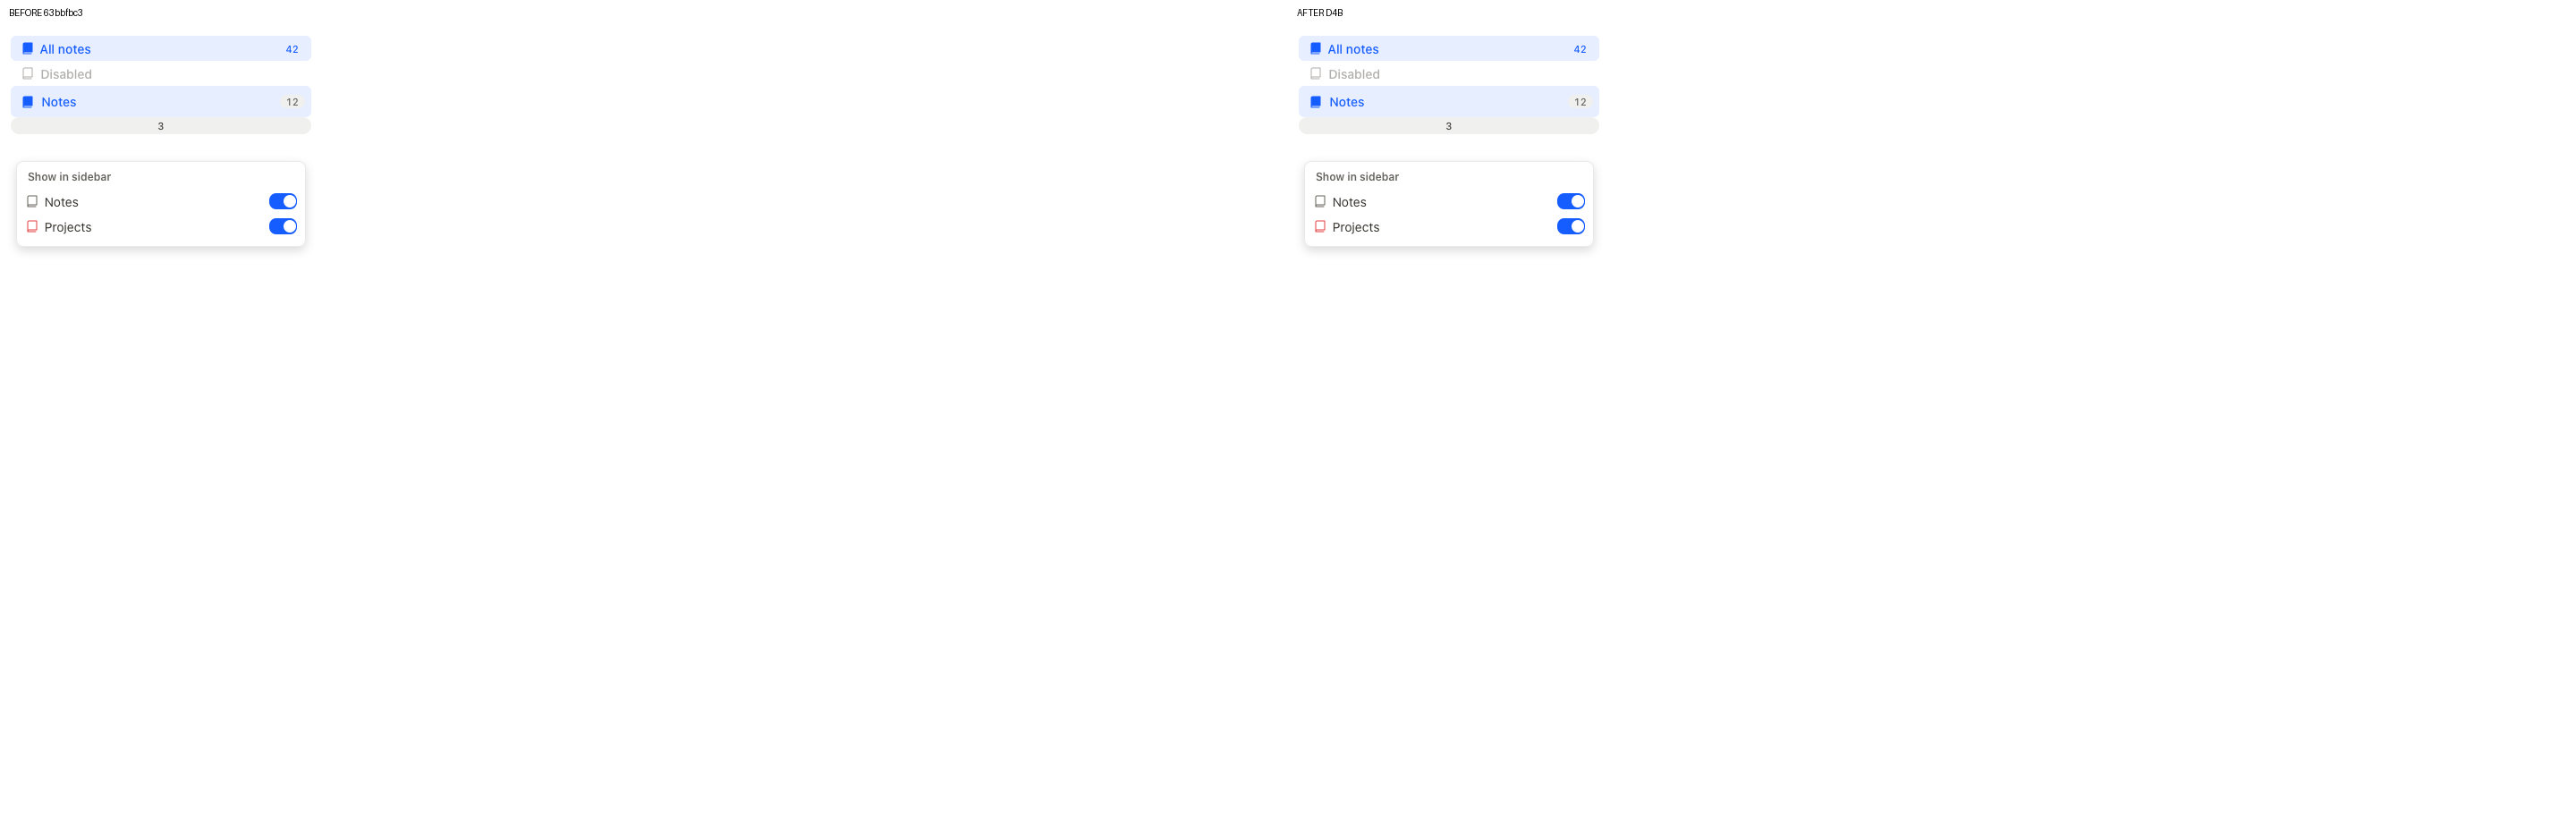 BEFORE 63bbfbc3
All notes 42
Disabled
Notes 12
3
Show in sidebar
Notes
Projects
AFTER D4B
All notes 42
Disabled
Notes 12
3
Show in sidebar
Notes
Projects